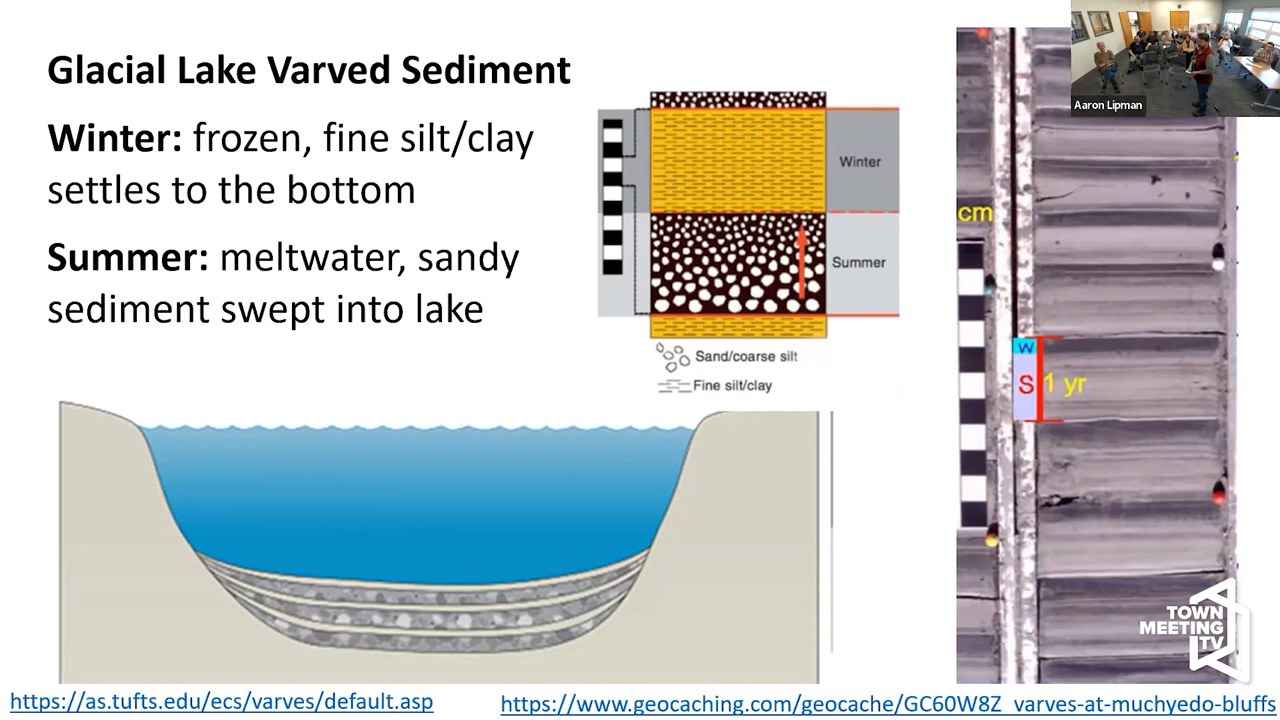 Glacial Lake Varved Sediment
Winter: frozen, fine silt/clay
settles to the bottom
Summer: meltwater, sandy
sediment swept into lake
Winter
Summer
Sand/coarse silt
Fine silt/clay
Aaron Lipman
cm
W
S
1 yr
TOWN
MEETING
TV
https://as.tufts.edu/ecs/varves/default.asp
https://www.geocaching.com/geocache/GC60W8Z_varves-at-muchyedo-bluffs